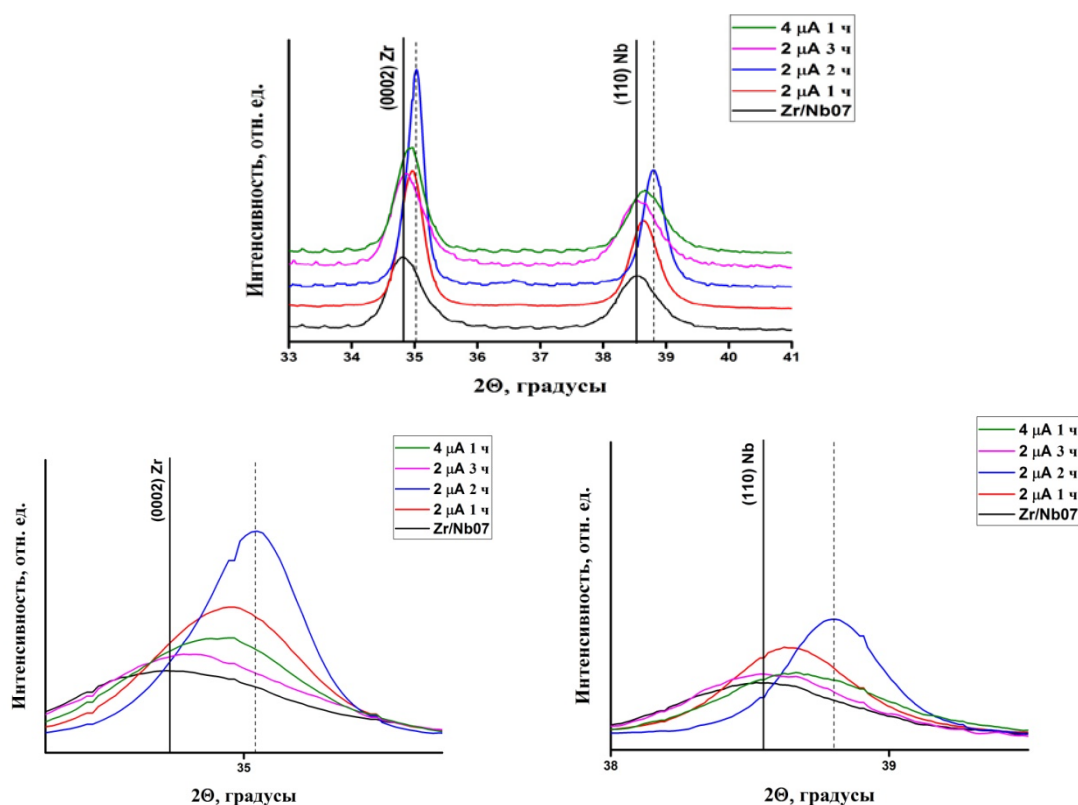 4 μA 1 ч
2 μA 3 ч
2 μA 2 ч
2 μA 1 ч
Zr/Nb07
(0002) Zr
(110) Nb
Интенсивность, отн. ед.
33 34 35 36 37 38 39 40 41
2Θ, градусы
4 μA 1 ч
2 μA 3 ч
2 μA 2 ч
2 μA 1 ч
Zr/Nb07
(0002) Zr
Интенсивность, отн. ед.
35
2Θ, градусы
4 μA 1 ч
2 μA 3 ч
2 μA 2 ч
2 μA 1 ч
Zr/Nb07
(110) Nb
Интенсивность, отн. ед.
38 39
2Θ, градусы